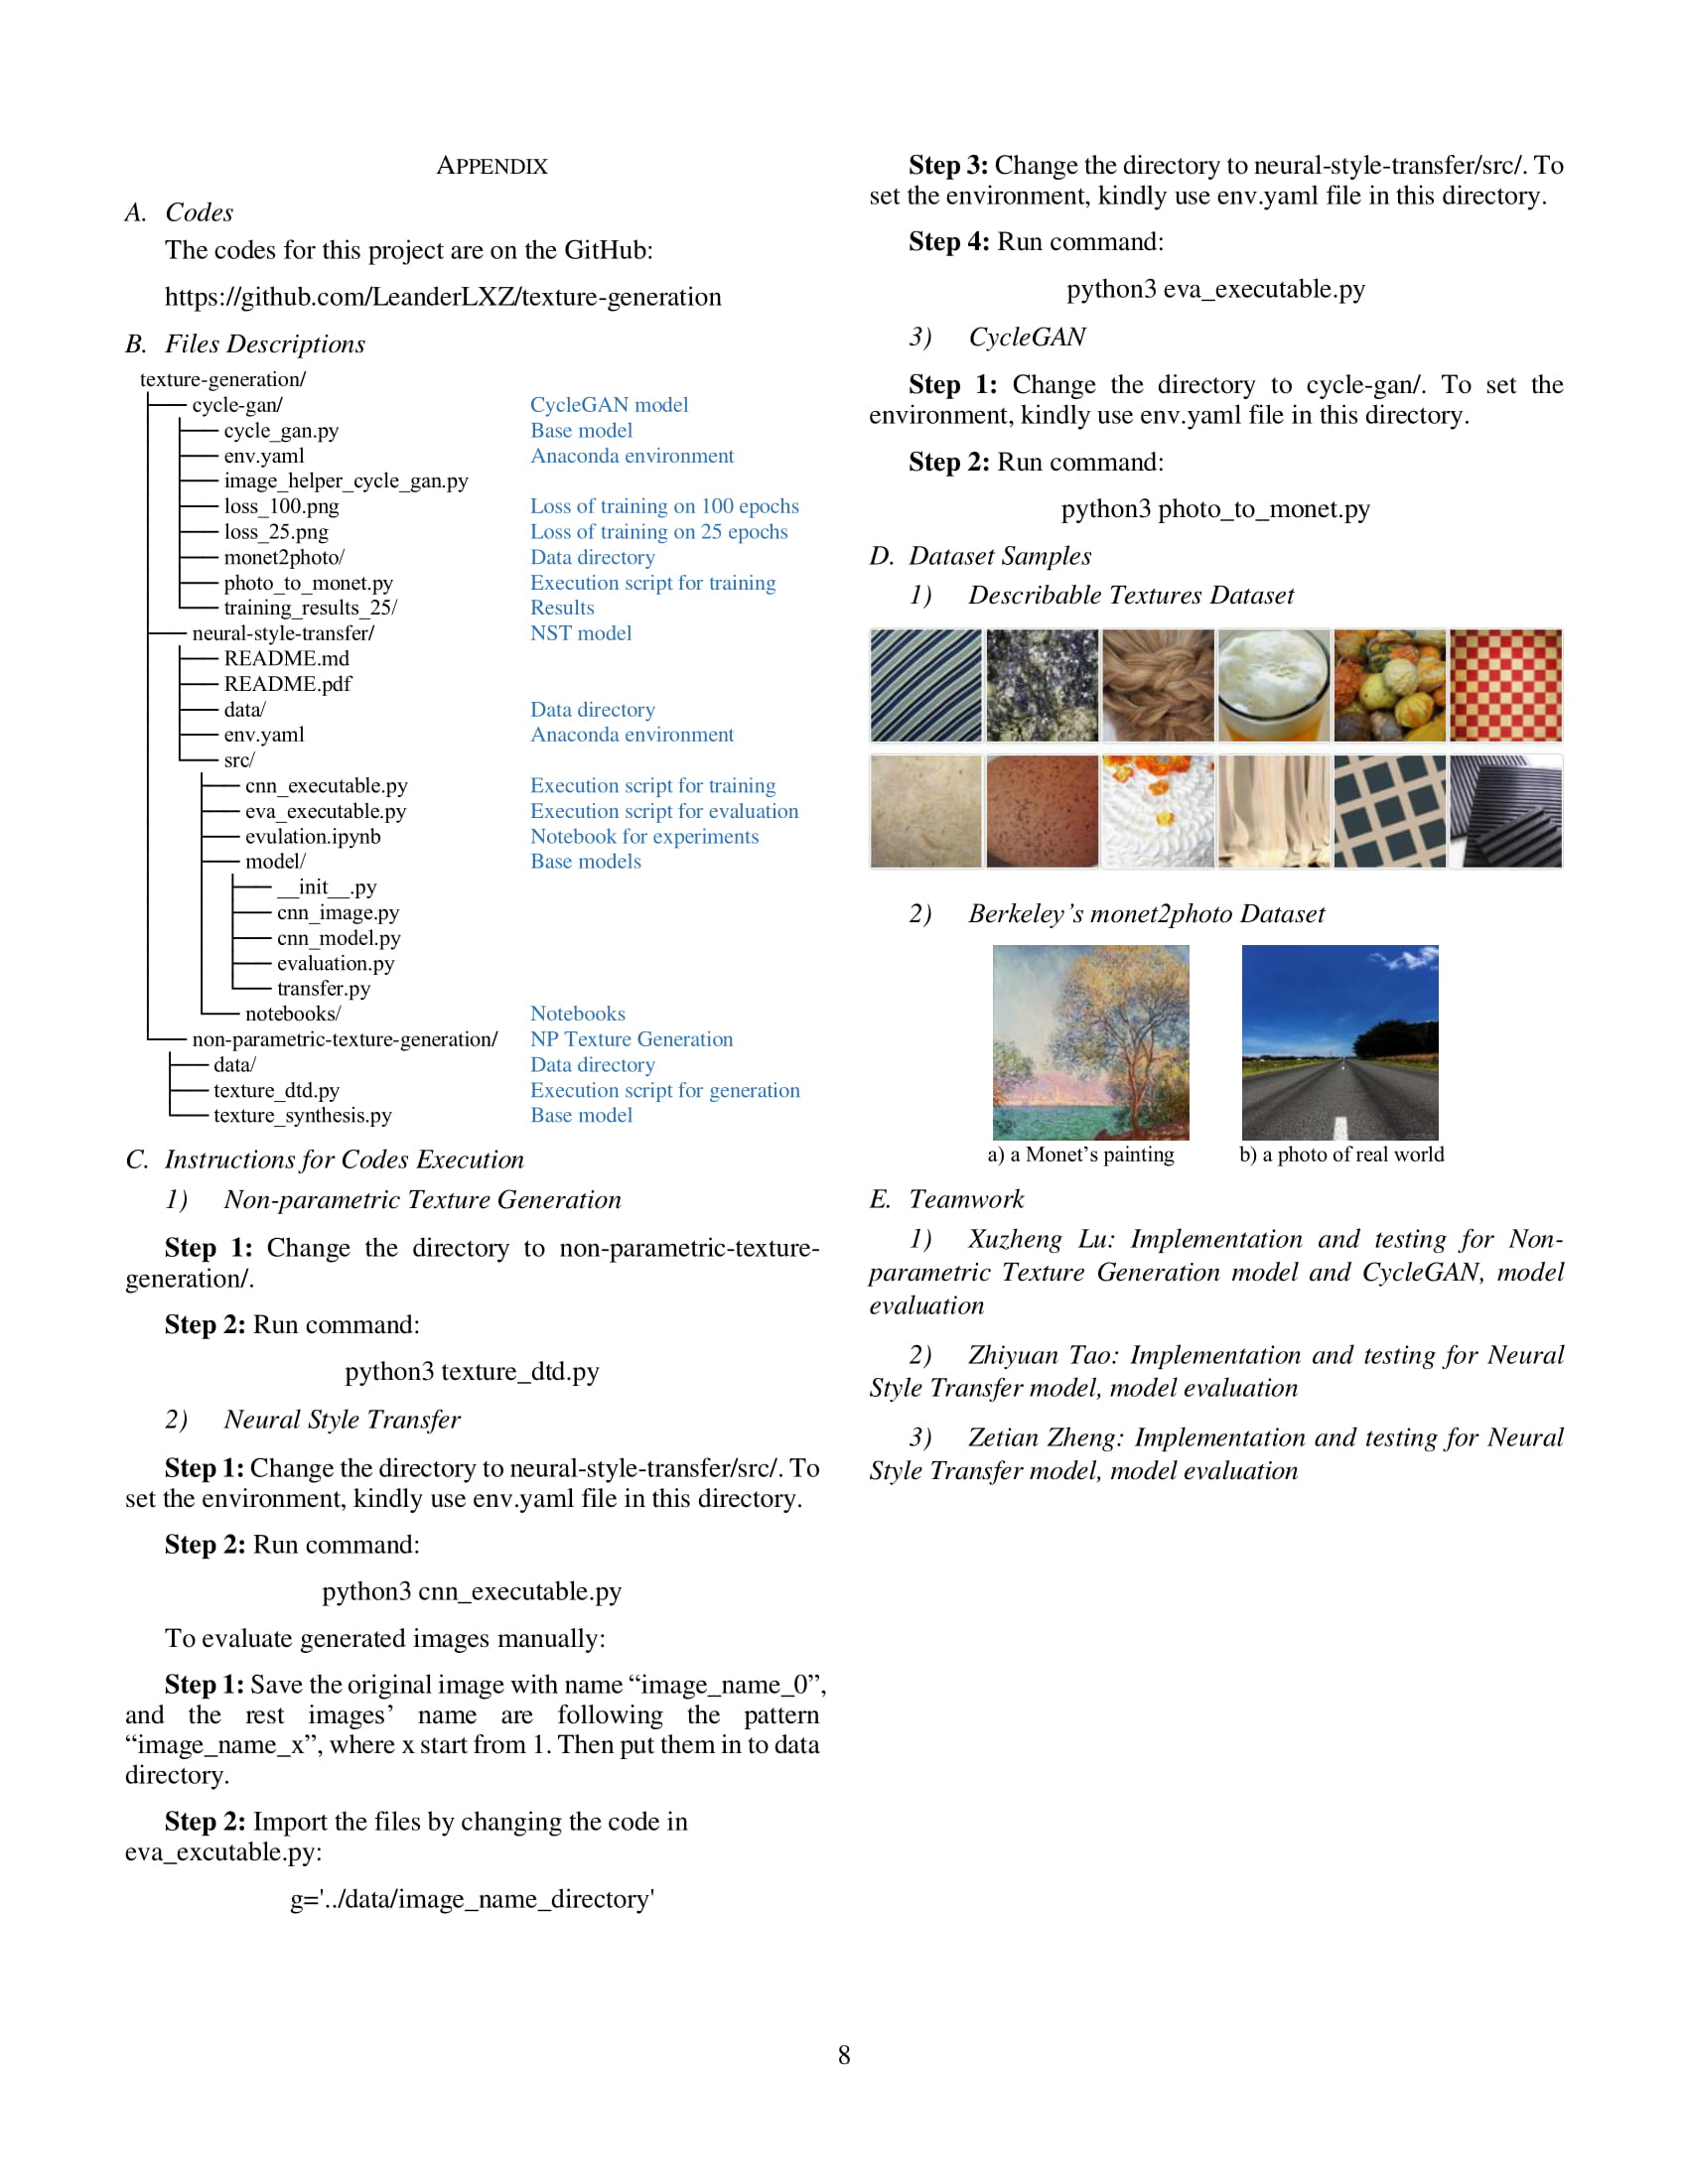 APPENDIX
A. Codes
The codes for this project are on the GitHub:
https://github.com/LeanderLXZ/texture-generation
B. Files Descriptions
texture-generation/
cycle-gan/ CycleGAN model
cycle_gan.py Base model
env.yaml Anaconda environment
image_helper_cycle_gan.py
loss_100.png Loss of training on 100 epochs
loss_25.png Loss of training on 25 epochs
monet2photo/ Data directory
photo_to_monet.py Execution script for training
training_results_25/ Results
neural-style-transfer/ NST model
README.md
README.pdf
data/ Data directory
env.yaml Anaconda environment
src/
cnn_executable.py Execution script for training
eva_executable.py Execution script for evaluation
evulation.ipynb Notebook for experiments
model/ Base models
__init__.py
cnn_image.py
cnn_model.py
evaluation.py
transfer.py
notebooks/ Notebooks
non-parametric-texture-generation/ NP Texture Generation
data/ Data directory
texture_dtd.py Execution script for generation
texture_synthesis.py Base model
C. Instructions for Codes Execution
1) Non-parametric Texture Generation
Step 1: Change the directory to non-parametric-texture-
generation/.
Step 2: Run command:
python3 texture_dtd.py
2) Neural Style Transfer
Step 1: Change the directory to neural-style-transfer/src/. To
set the environment, kindly use env.yaml file in this directory.
Step 2: Run command:
python3 cnn_executable.py
To evaluate generated images manually:
Step 1: Save the original image with name “image_name_0”,
and the rest images’ name are following the pattern
“image_name_x”, where x start from 1. Then put them in to data
directory.
Step 2: Import the files by changing the code in
eva_excutable.py:
g='../data/image_name_directory'
Step 3: Change the directory to neural-style-transfer/src/. To
set the environment, kindly use env.yaml file in this directory.
Step 4: Run command:
python3 eva_executable.py
3) CycleGAN
Step 1: Change the directory to cycle-gan/. To set the
environment, kindly use env.yaml file in this directory.
Step 2: Run command:
python3 photo_to_monet.py
D. Dataset Samples
1) Describable Textures Dataset
2) Berkeley’s monet2photo Dataset
a) a Monet’s painting b) a photo of real world
E. Teamwork
1) Xuzheng Lu: Implementation and testing for Non-
parametric Texture Generation model and CycleGAN, model
evaluation
2) Zhiyuan Tao: Implementation and testing for Neural
Style Transfer model, model evaluation
3) Zetian Zheng: Implementation and testing for Neural
Style Transfer model, model evaluation
8